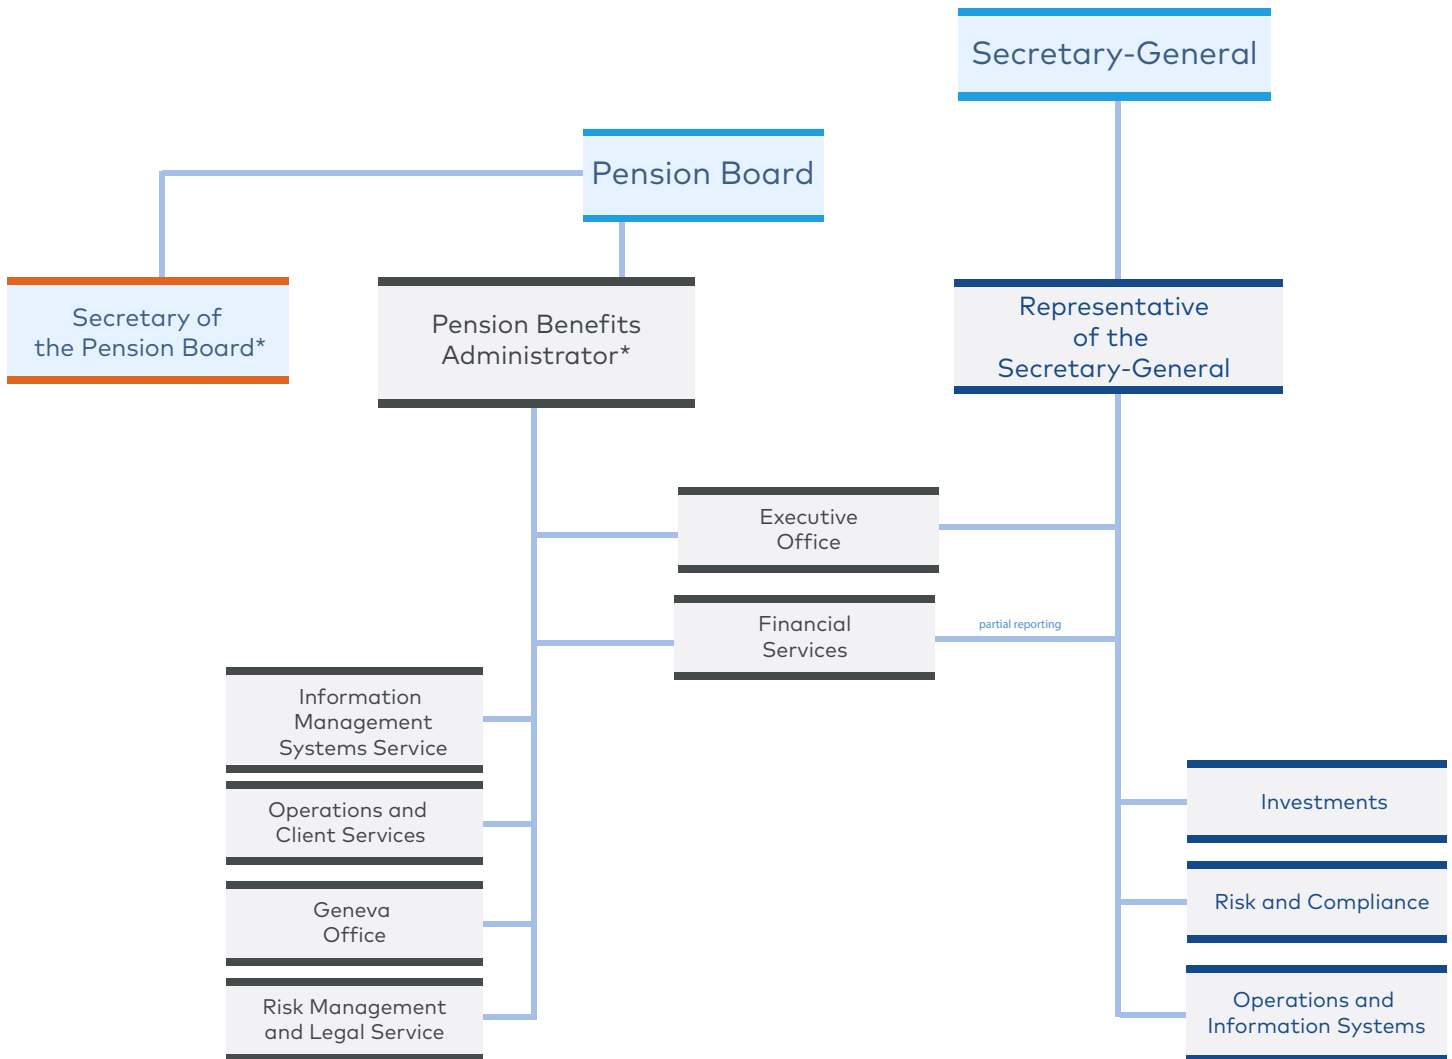 Secretary-General
Pension Board
Secretary of
the Pension Board*
Pension Benefits
Administrator*
Representative
of the
Secretary-General
Executive
Office
Financial
Services
partial reporting
Information
Management
Systems Service
Operations and
Client Services
Geneva
Office
Risk Management
and Legal Service
Investments
Risk and Compliance
Operations and
Information Systems